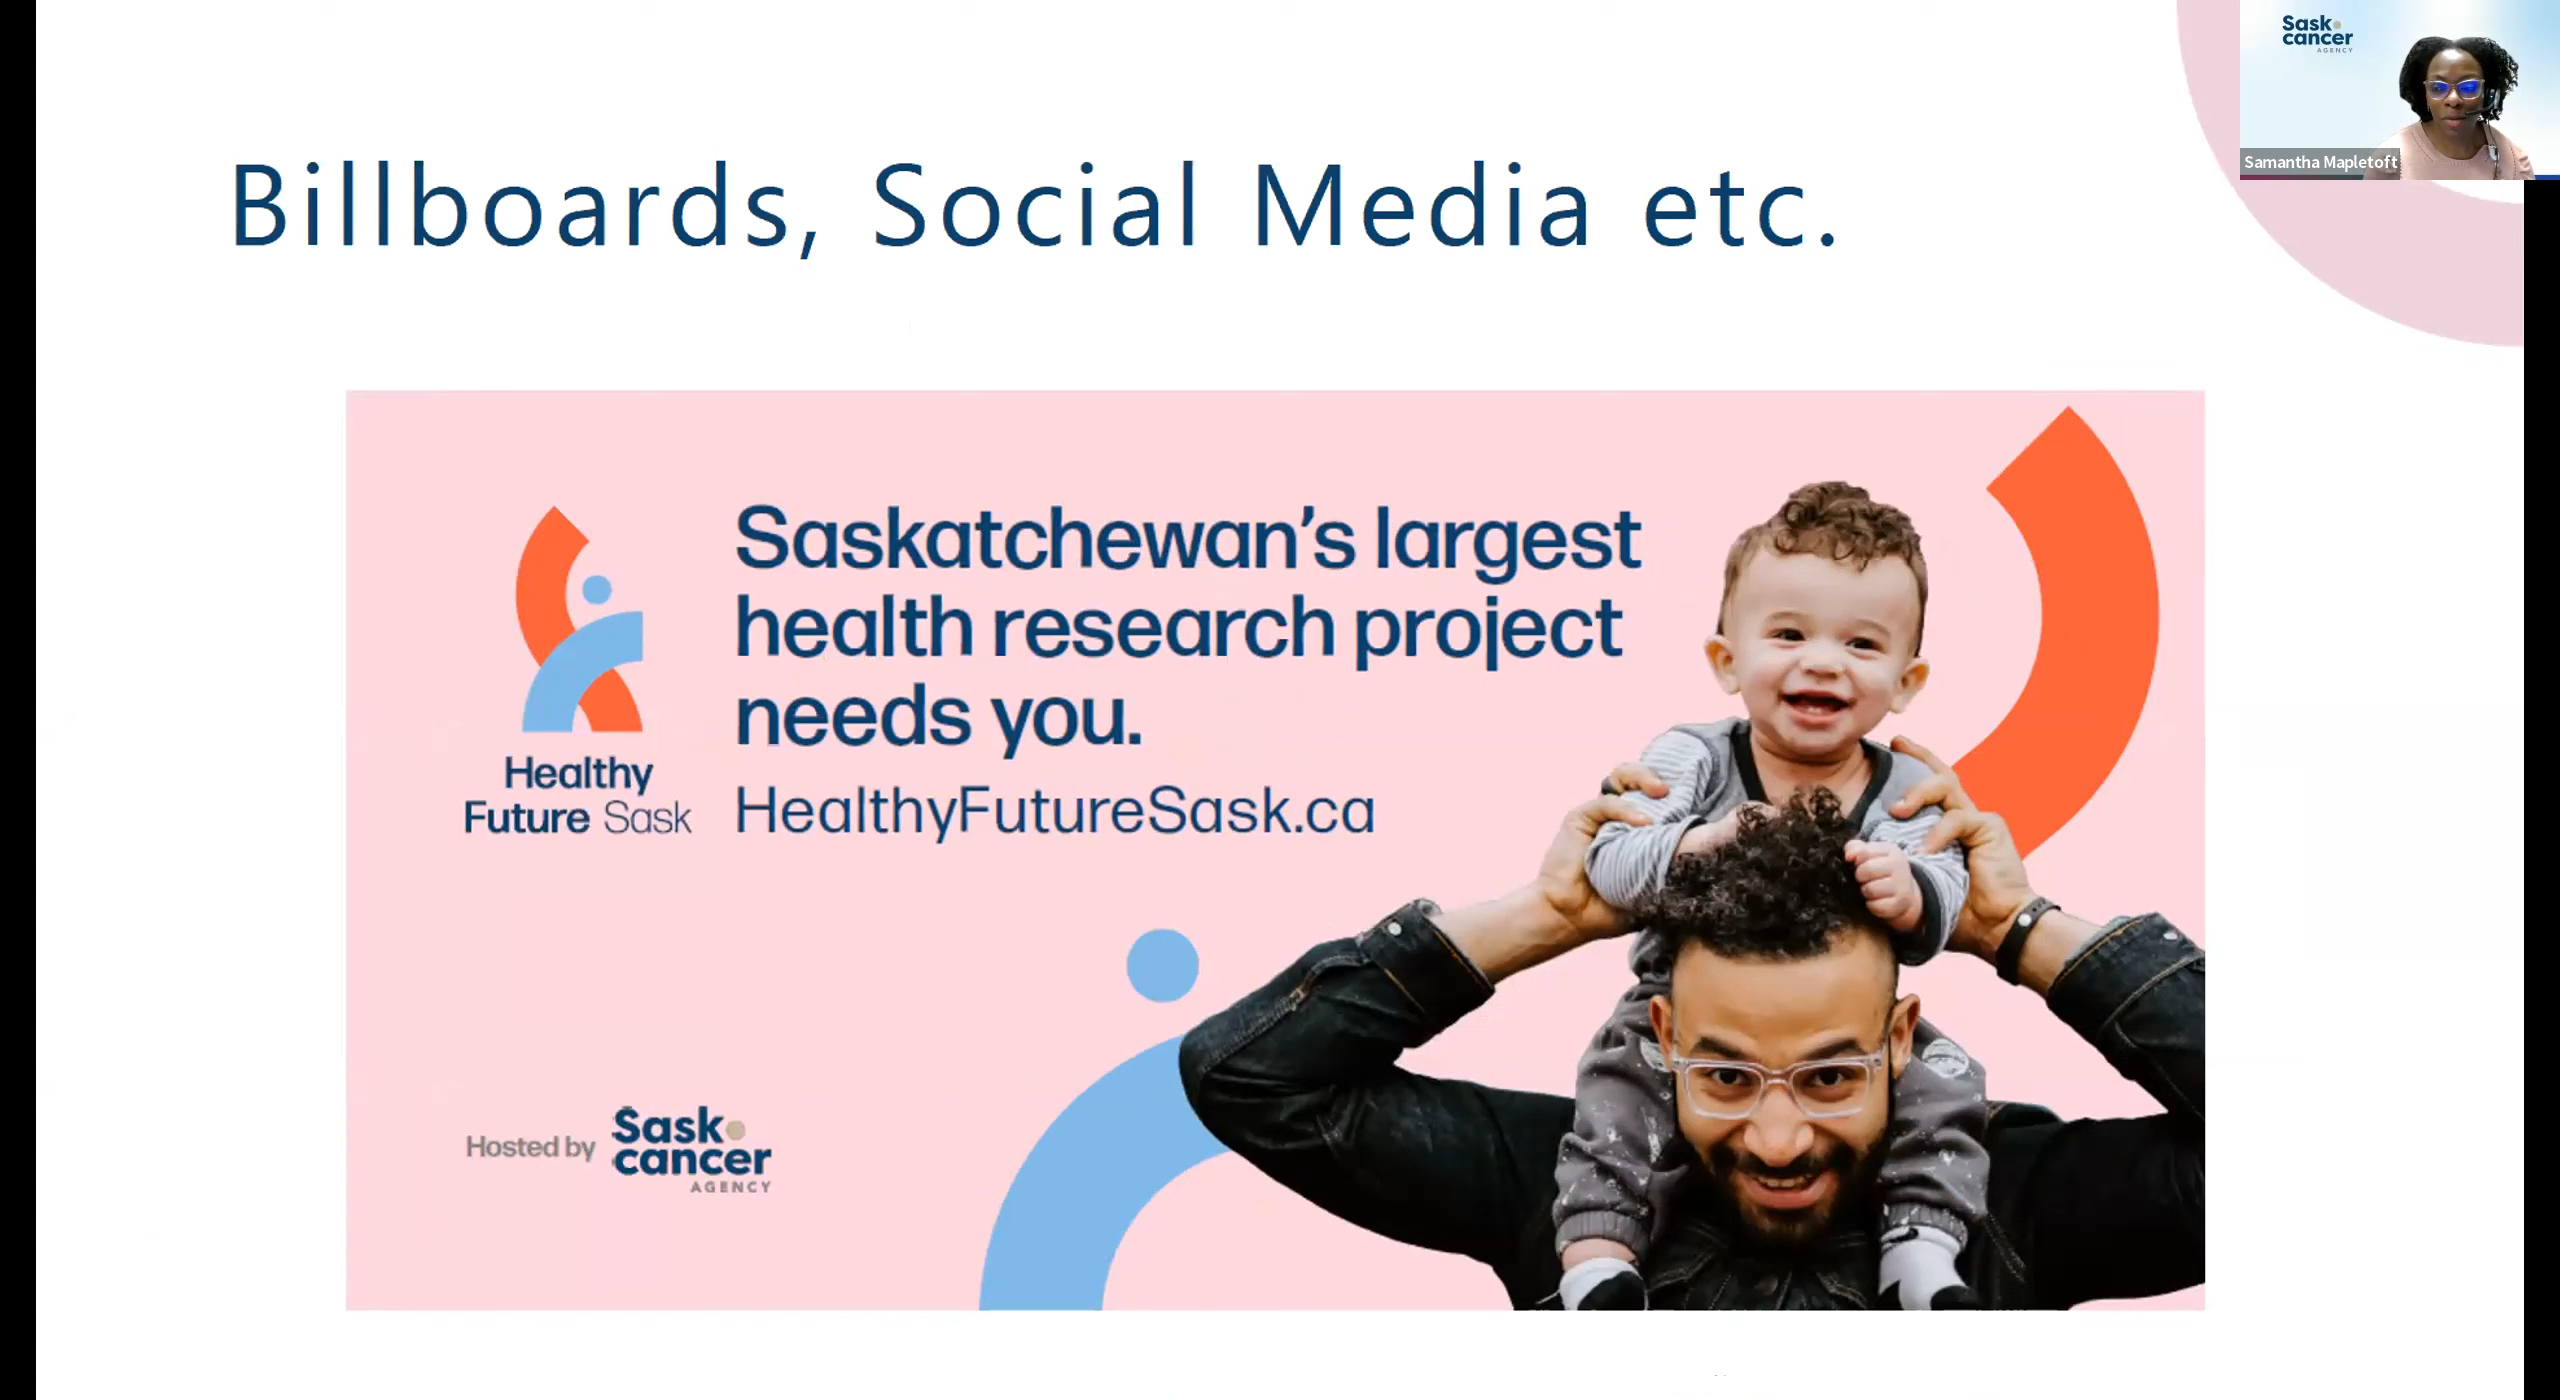 Sask
cancer
AGENCY
Samantha Mapletoft
Billboards, Social Media etc.
Saskatchewan's largest
health research project
needs you.
HealthyFutureSask.ca
Healthy
Future Sask
Hosted by
Sask
cancer
AGENCY